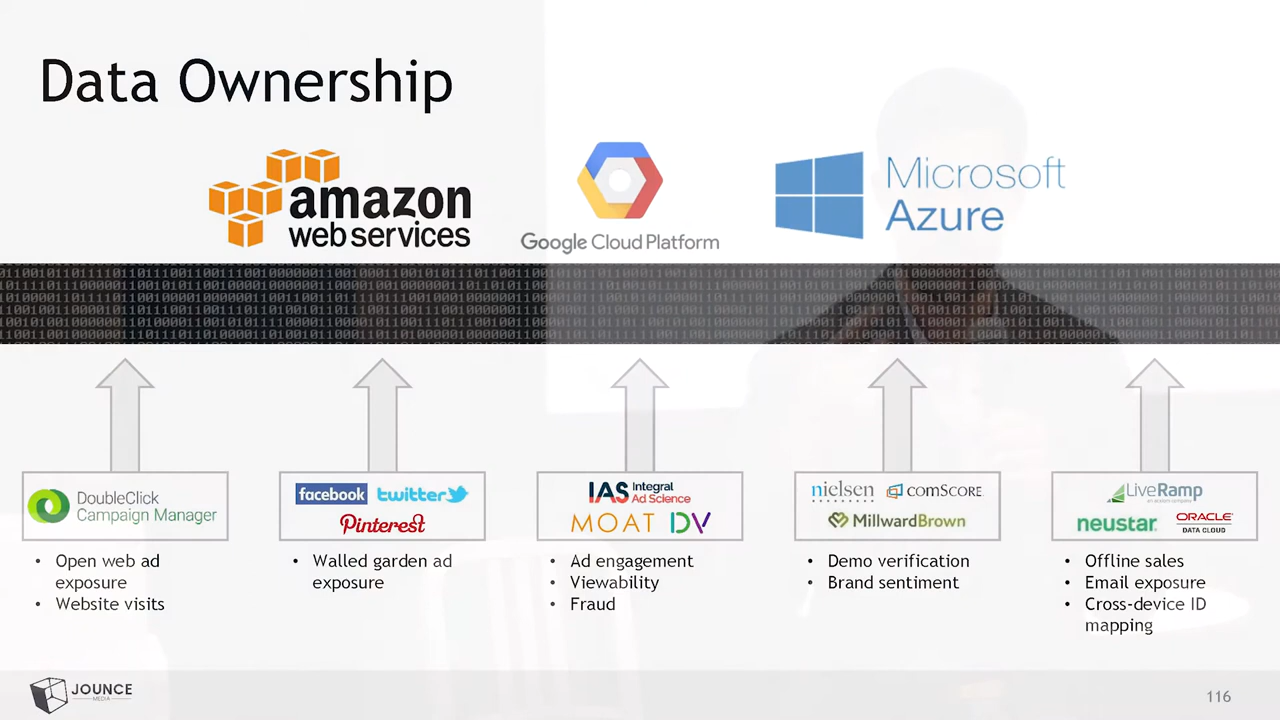 Data Ownership
amazon
web services
Google Cloud Platform
Microsoft
Azure
DoubleClick
Campaign Manager
• Open web ad
exposure
• Website visits
facebook twitter
Pinterest
• Walled garden ad
exposure
IAS Integral
Ad Science
MOAT DV
• Ad engagement
• Viewability
• Fraud
nielsen comSCORE
MillwardBrown
• Demo verification
• Brand sentiment
LiveRamp
neustar ORACLE
DATA CLOUD
• Offline sales
• Email exposure
• Cross-device ID
mapping
JOUNCE
MEDIA
116